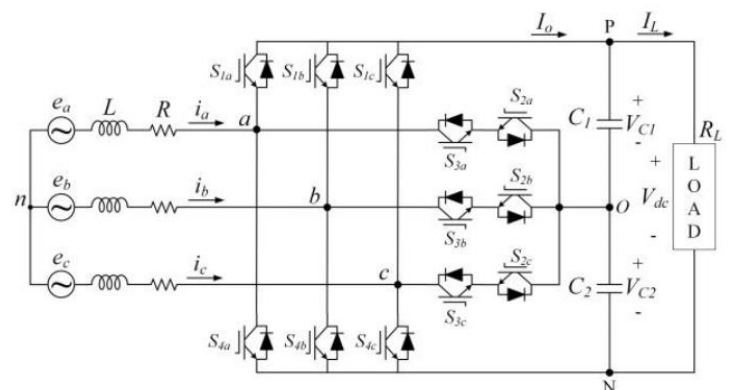 I_o P I_L
S_1a S_1b S_1c
e_a L R i_a a S_2a C_1 + V_C1 - R_L
S_3a
e_b i_b b S_2b
n O + V_dc - LOAD
S_3b
e_c i_c c S_2c C_2 + V_C2 -
S_3c
S_4a S_4b S_4c
N